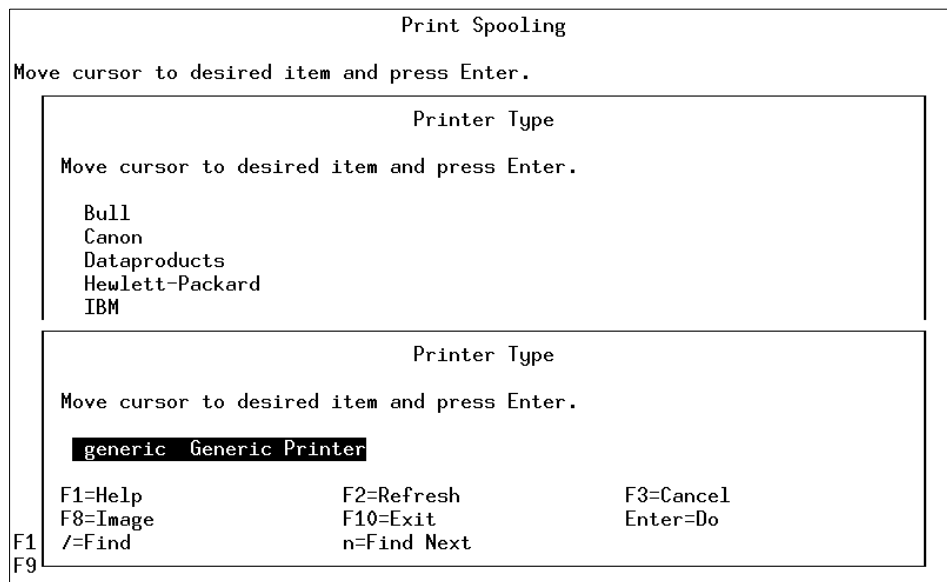 Print Spooling
Move cursor to desired item and press Enter.
Printer Type
Move cursor to desired item and press Enter.
Bull
Canon
Dataproducts
Hewlett-Packard
IBM
Printer Type
Move cursor to desired item and press Enter.
generic Generic Printer
F1=Help F2=Refresh F3=Cancel
F8=Image F10=Exit Enter=Do
F1 /=Find n=Find Next
F9